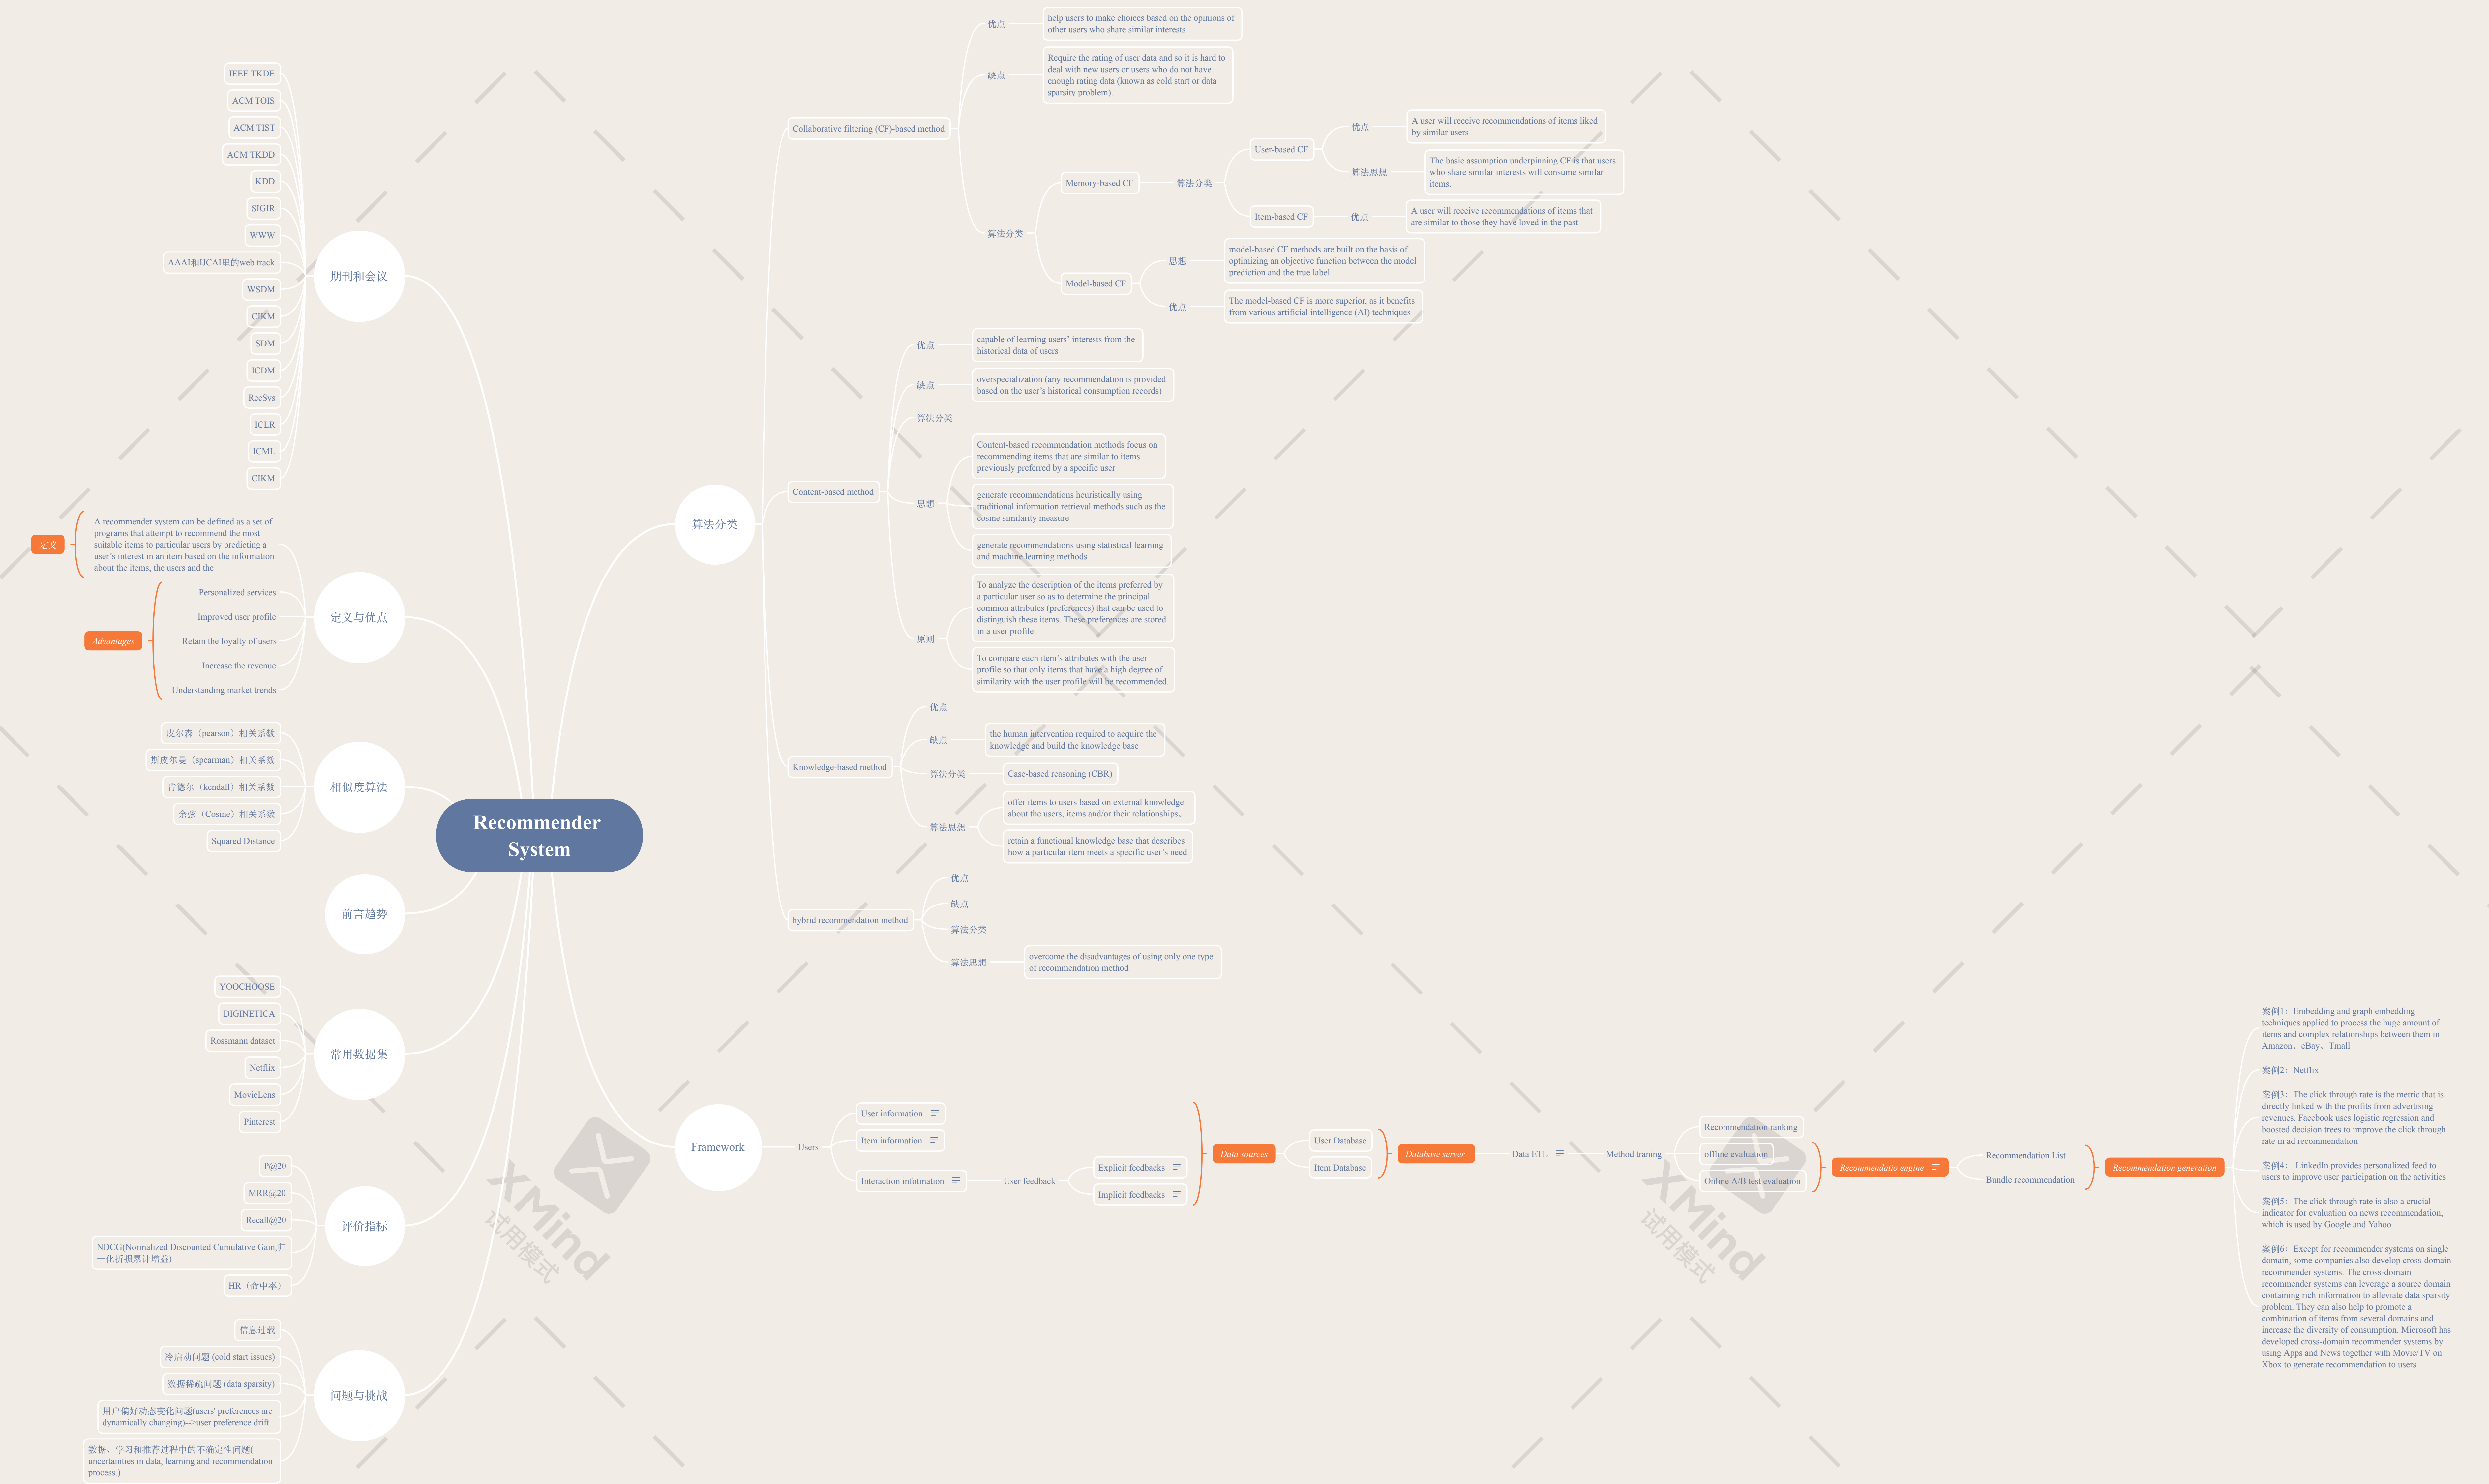 Recommender
System
期刊和会议
IEEE TKDE
ACM TOIS
ACM TIST
ACM TKDD
KDD
SIGIR
WWW
AAAI和IJCAI里的web track
WSDM
CIKM
SDM
ICDM
RecSys
ICLR
ICML
CIKM
定义与优点
定义
A recommender system can be defined as a set of
programs that attempt to recommend the most
suitable items to particular users by predicting a
user's interest in an item based on the information
about the items, the users and the
Advantages
Personalized services
Improved user profile
Retain the loyalty of users
Increase the revenue
Understanding market trends
相似度算法
皮尔森（pearson）相关系数
斯皮尔曼（spearman）相关系数
肯德尔（kendall）相关系数
余弦（Cosine）相关系数
Squared Distance
前言趋势
常用数据集
YOOCHOOSE
DIGINETICA
Rossmann dataset
Netflix
MovieLens
Pinterest
评价指标
P@20
MRR@20
Recall@20
NDCG(Normalized Discounted Cumulative Gain,归
一化折损累计增益)
HR（命中率）
问题与挑战
信息过载
冷启动问题 (cold start issues)
数据稀疏问题 (data sparsity)
用户偏好动态变化问题(users' preferences are
dynamically changing)-->user preference drift
数据、学习和推荐过程中的不确定性问题(
uncertainties in data, learning and recommendation
process.)
算法分类
Collaborative filtering (CF)-based method
优点
help users to make choices based on the opinions of
other users who share similar interests
缺点
Require the rating of user data and so it is hard to
deal with new users or users who do not have
enough rating data (known as cold start or data
sparsity problem).
算法分类
Memory-based CF
算法分类
User-based CF
优点
A user will receive recommendations of items liked
by similar users
算法思想
The basic assumption underpinning CF is that users
who share similar interests will consume similar
items.
Item-based CF
优点
A user will receive recommendations of items that
are similar to those they have loved in the past
Model-based CF
思想
model-based CF methods are built on the basis of
optimizing an objective function between the model
prediction and the true label
优点
The model-based CF is more superior, as it benefits
from various artificial intelligence (AI) techniques
Content-based method
优点
capable of learning users' interests from the
historical data of users
缺点
overspecialization (any recommendation is provided
based on the user's historical consumption records)
算法分类
思想
Content-based recommendation methods focus on
recommending items that are similar to items
previously preferred by a specific user
generate recommendations heuristically using
traditional information retrieval methods such as the
cosine similarity measure
generate recommendations using statistical learning
and machine learning methods
原则
To analyze the description of the items preferred by
a particular user so as to determine the principal
common attributes (preferences) that can be used to
distinguish these items. These preferences are stored
in a user profile.
To compare each item's attributes with the user
profile so that only items that have a high degree of
similarity with the user profile will be recommended.
Knowledge-based method
优点
缺点
the human intervention required to acquire the
knowledge and build the knowledge base
算法分类
Case-based reasoning (CBR)
算法思想
offer items to users based on external knowledge
about the users, items and/or their relationships。
retain a functional knowledge base that describes
how a particular item meets a specific user's need
hybrid recommendation method
优点
缺点
算法分类
算法思想
overcome the disadvantages of using only one type
of recommendation method
Framework
Users
User information
Item information
Interaction infotmation
User feedback
Explicit feedbacks
Implicit feedbacks
Data sources
User Database
Item Database
Database server
Data ETL
Method traning
Recommendation ranking
offline evaluation
Online A/B test evaluation
Recommendatio engine
Recommendation List
Bundle recommendation
Recommendation generation
案例1：Embedding and graph embedding
techniques applied to process the huge amount of
items and complex relationships between them in
Amazon、eBay、Tmall
案例2：Netflix
案例3：The click through rate is the metric that is
directly linked with the profits from advertising
revenues. Facebook uses logistic regression and
boosted decision trees to improve the click through
rate in ad recommendation
案例4： LinkedIn provides personalized feed to
users to improve user participation on the activities
案例5：The click through rate is also a crucial
indicator for evaluation on news recommendation,
which is used by Google and Yahoo
案例6：Except for recommender systems on single
domain, some companies also develop cross-domain
recommender systems. The cross-domain
recommender systems can leverage a source domain
containing rich information to alleviate data sparsity
problem. They can also help to promote a
combination of items from several domains and
increase the diversity of consumption. Microsoft has
developed cross-domain recommender systems by
using Apps and News together with Movie/TV on
Xbox to generate recommendation to users
XMind
试用模式
XMind
试用模式